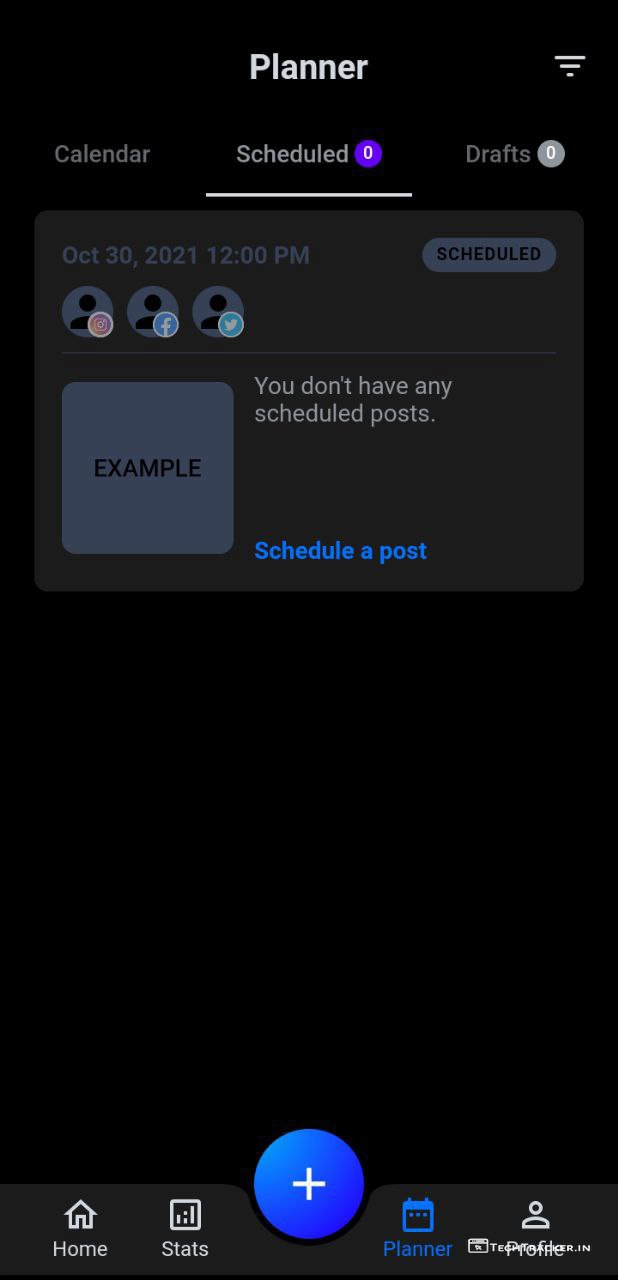 Planner
Calendar
Scheduled 0
Drafts 0
Oct 30, 2021 12:00 PM
SCHEDULED
You don't have any
scheduled posts.
EXAMPLE
Schedule a post
Home
Stats
Planner
Profile
TECHTRACKER.IN